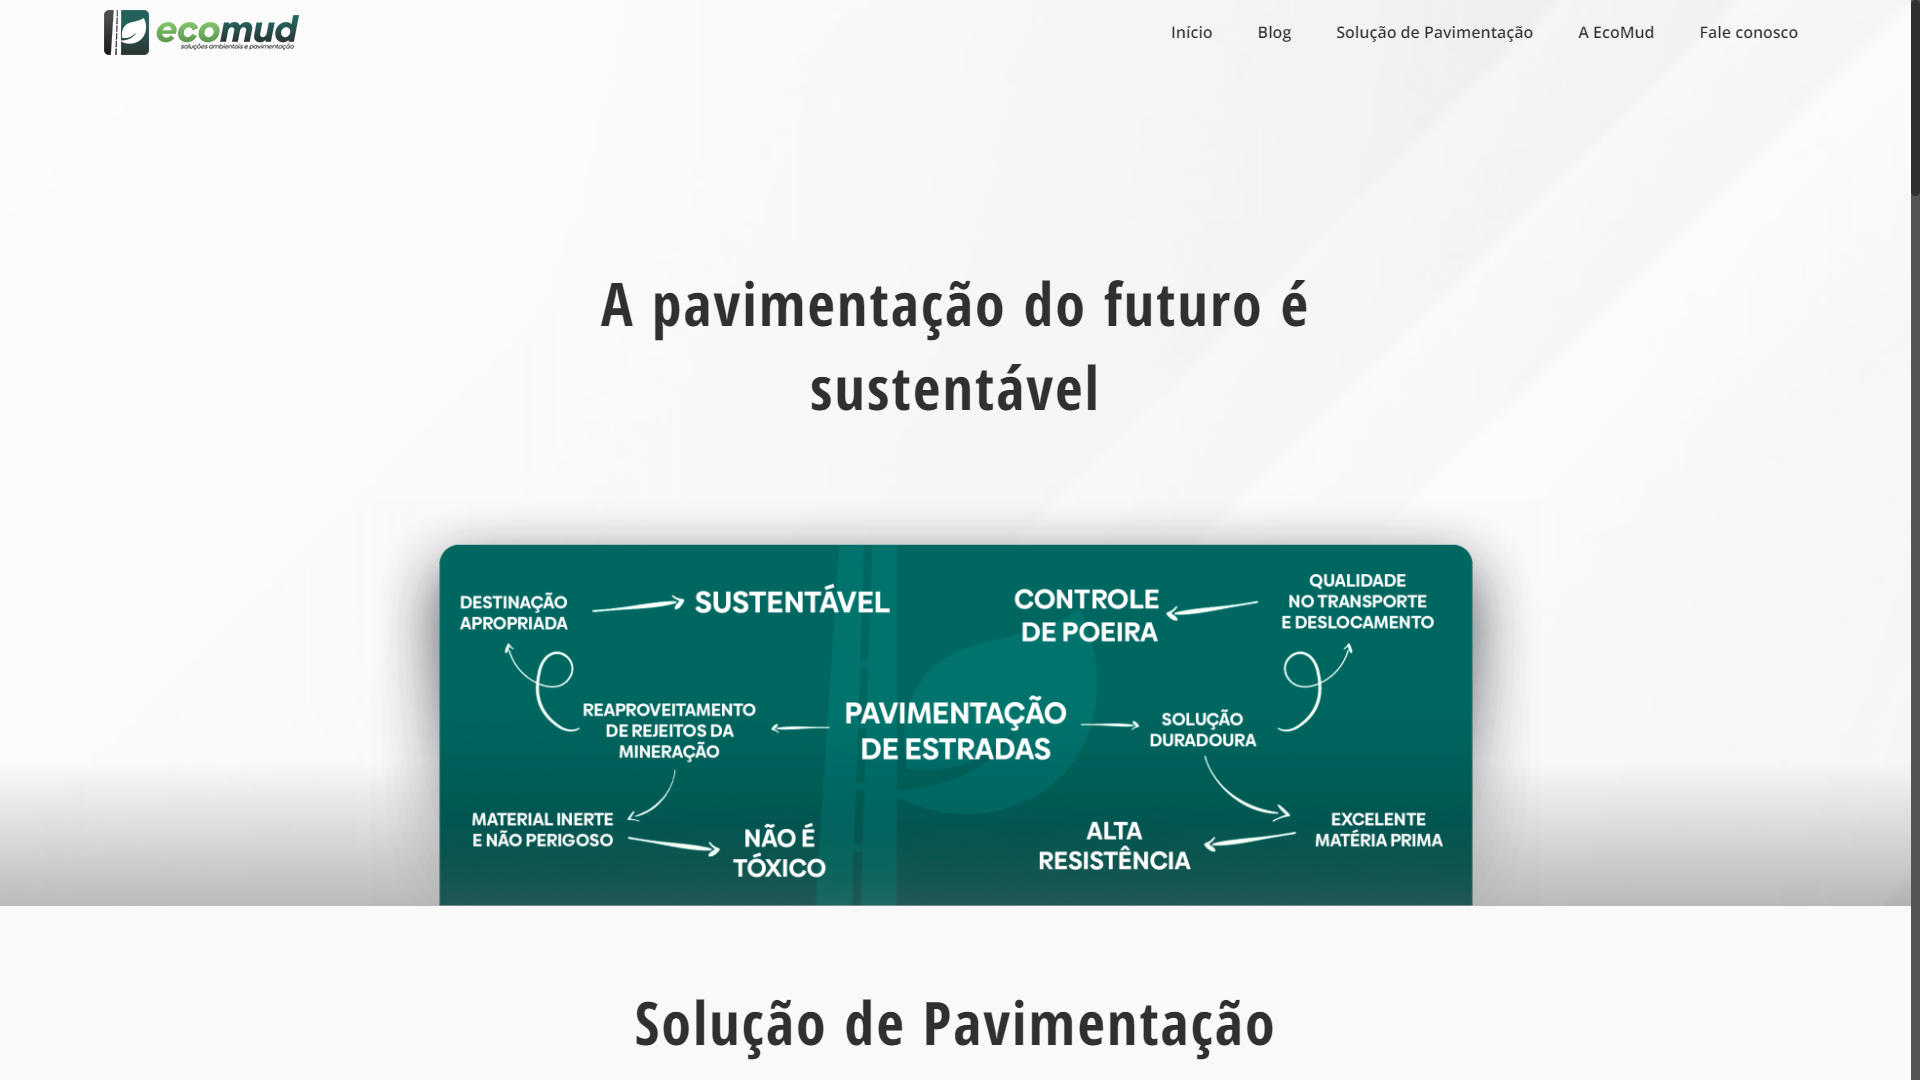 ecomud
soluções ambientais e pavimentação
Início
Blog
Solução de Pavimentação
A EcoMud
Fale conosco
A pavimentação do futuro é
sustentável
DESTINAÇÃO
APROPRIADA
SUSTENTÁVEL
CONTROLE
DE POEIRA
QUALIDADE
NO TRANSPORTE
E DESLOCAMENTO
REAPROVEITAMENTO
DE REJEITOS DA
MINERAÇÃO
PAVIMENTAÇÃO
DE ESTRADAS
SOLUÇÃO
DURADOURA
MATERIAL INERTE
E NÃO PERIGOSO
NÃO É
TÓXICO
ALTA
RESISTÊNCIA
EXCELENTE
MATÉRIA PRIMA
Solução de Pavimentação